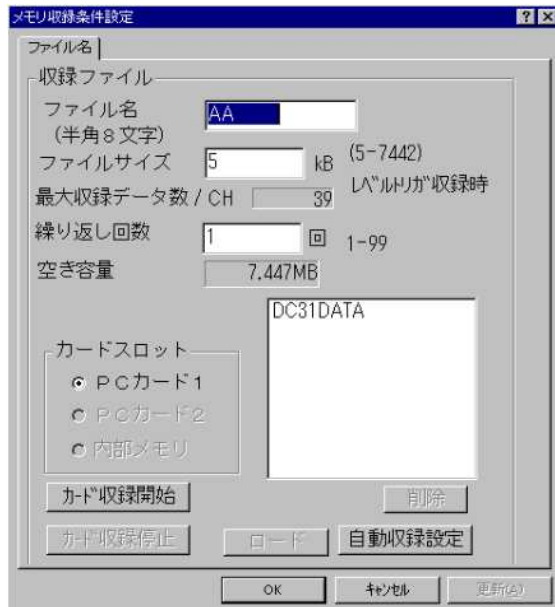 メモリ収録条件設定
ファイル名
収録ファイル
ファイル名 AA
(半角8文字)
ファイルサイズ 5 kB (5-7442)
レベルトリガ収録時
最大収録データ数 / CH 39
繰り返し回数 1 回 1-99
空き容量 7.447MB
DC31DATA
カードスロット
PCカード1
PCカード2
内部メモリ
カード収録開始 削除
カード収録停止 ロード 自動収録設定
OK キャンセル 更新(A)